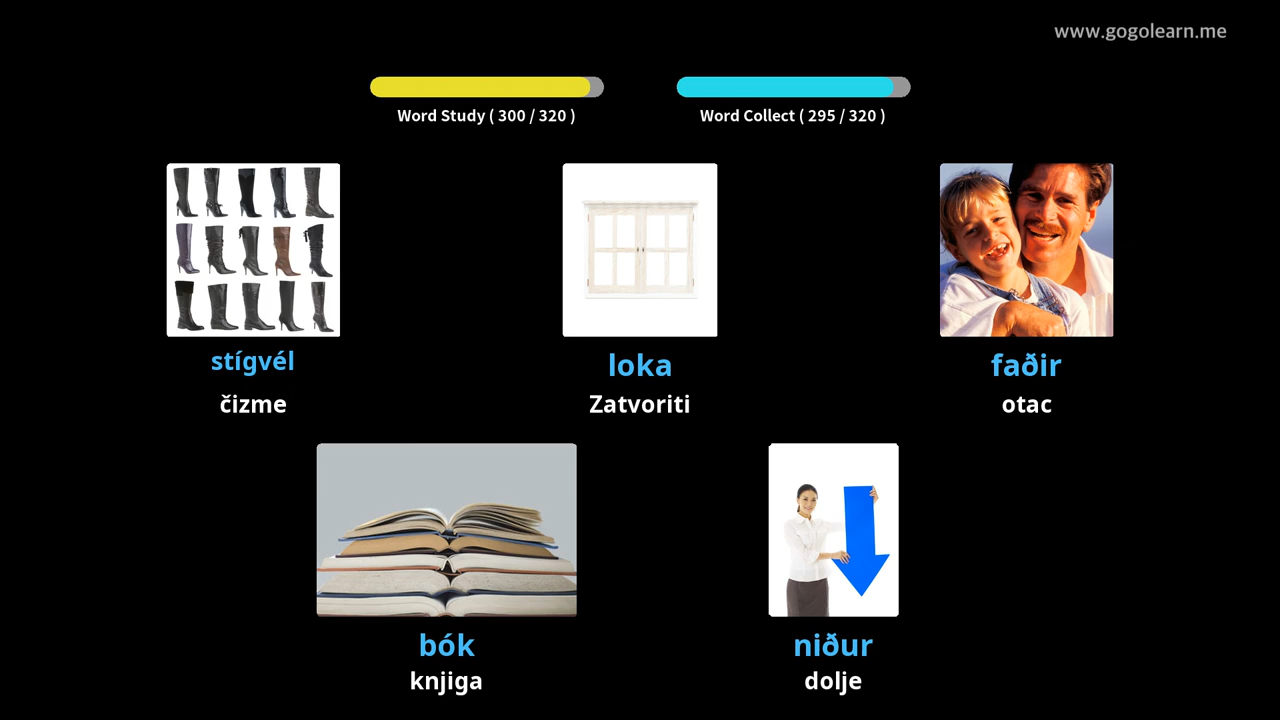 www.gogolearn.me
Word Study ( 300 / 320 )
Word Collect ( 295 / 320 )
stígvél
čizme
loka
Zatvoriti
faðir
otac
bók
knjiga
niður
dolje